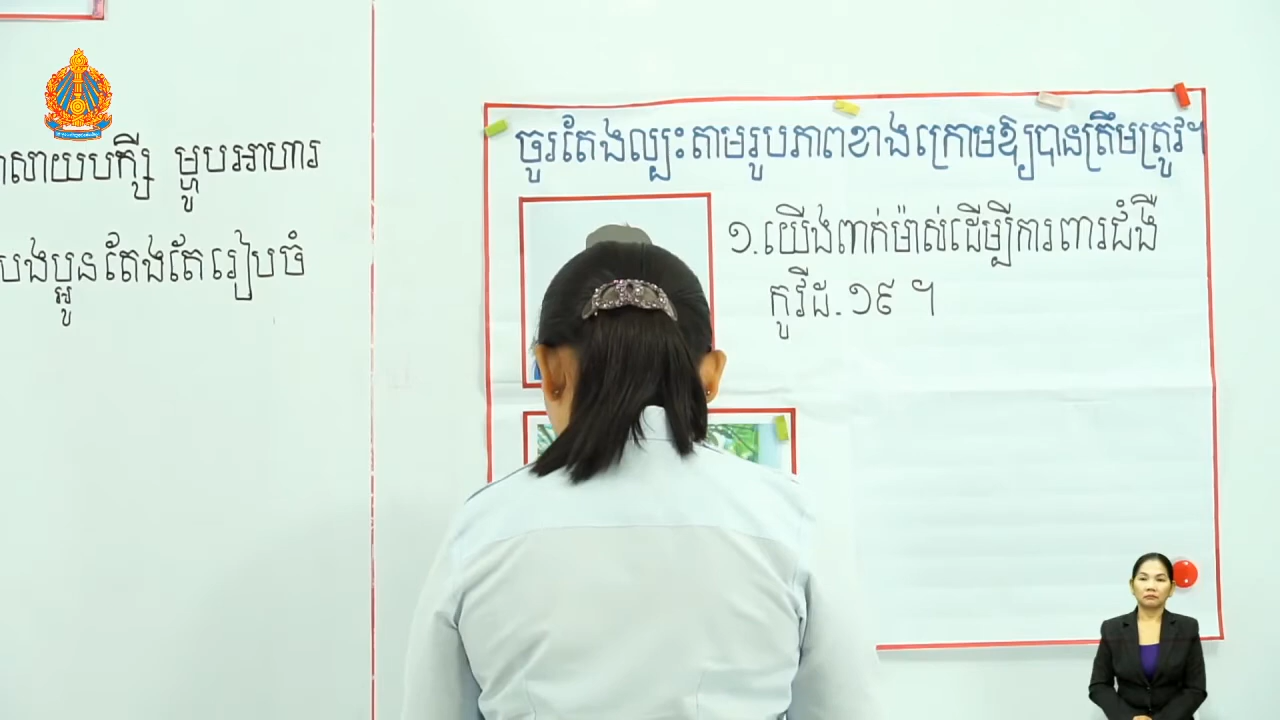 សាយបក្សី ម្ហូបអាហារ
បងប្អូនតែងតែរៀបចំ
ចូរតែងល្បះតាមរូបភាពខាងក្រោមឱ្យបានត្រឹមត្រូវ។
១.យើងពាក់ម៉ាស់ដើម្បីការពារជំងឺ
កូវីដ.១៩ ។